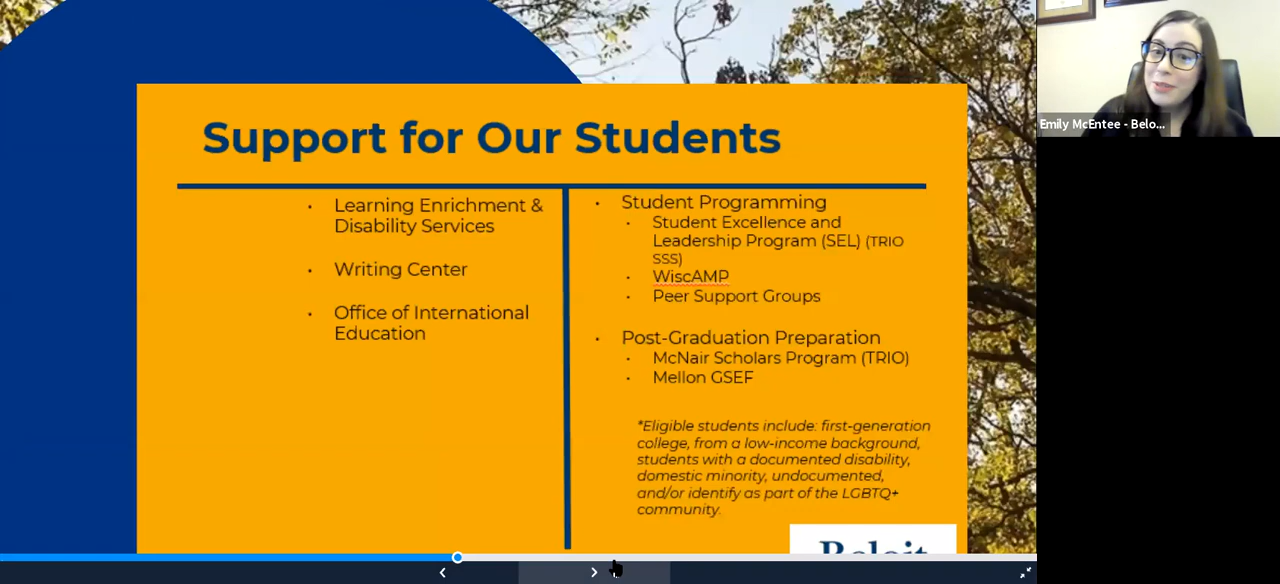 Support for Our Students
Learning Enrichment &
Disability Services
Writing Center
Office of International
Education
Student Programming
Student Excellence and
Leadership Program (SEL) (TRIO
SSS)
WiscAMP
Peer Support Groups
Post-Graduation Preparation
McNair Scholars Program (TRIO)
Mellon GSEF
*Eligible students include: first-generation
college, from a low-income background,
students with a documented disability,
domestic minority, undocumented,
and/or identify as part of the LGBTQ+
community.
Beloit
Emily McEntee - Belo...